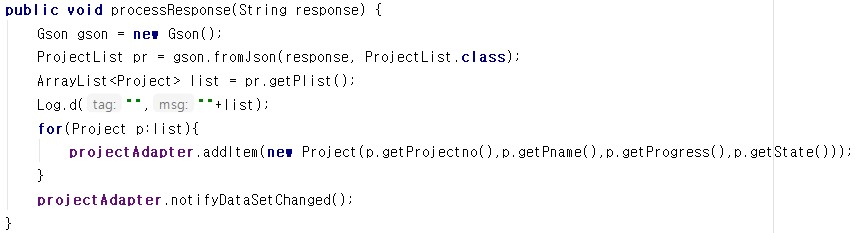 public void processResponse(String response) {
    Gson gson = new Gson();
    ProjectList pr = gson.fromJson(response, ProjectList.class);
    ArrayList<Project> list = pr.getPlist();
    Log.d( tag: "", msg: ""+list);
    for(Project p:list){
        projectAdapter.addItem(new Project(p.getProjectno(),p.getPname(),p.getProgress(),p.getState()));
    }
    projectAdapter.notifyDataSetChanged();
}